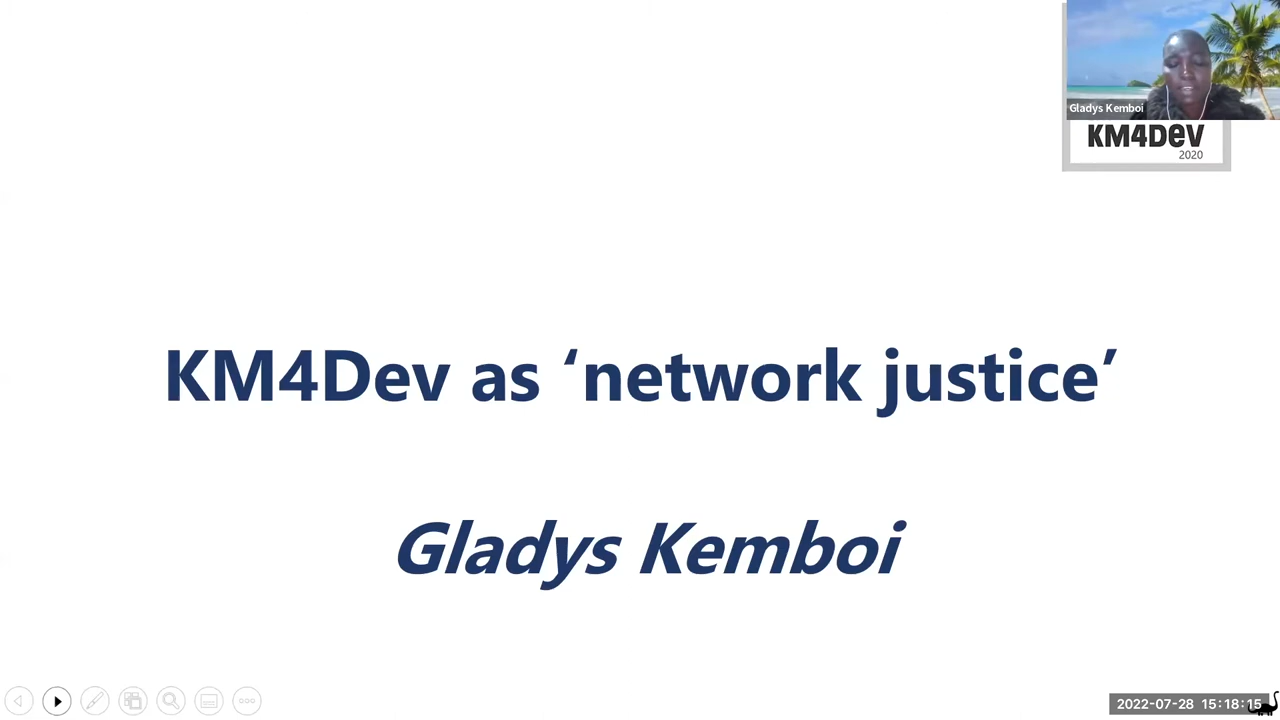 Gladys Kemboi
KM4Dev
2020
KM4Dev as ‘network justice’
Gladys Kemboi
2022-07-28 15:18:15